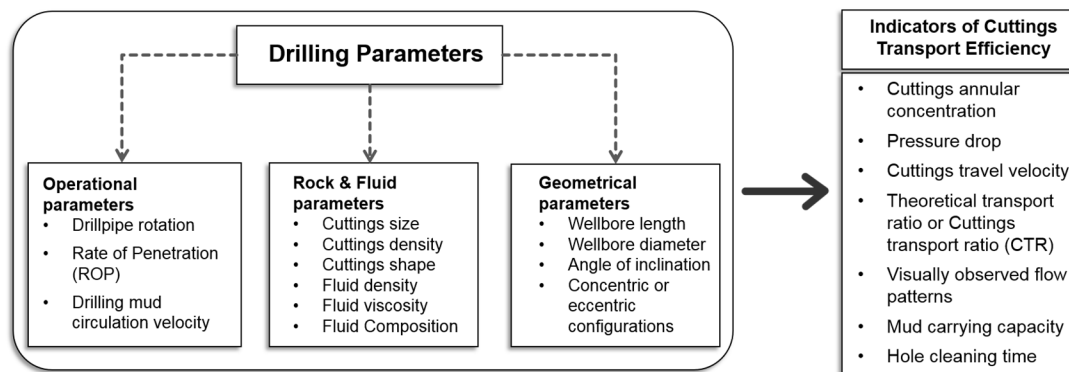 Drilling Parameters
Operational
parameters
• Drillpipe rotation
• Rate of Penetration
(ROP)
• Drilling mud
circulation velocity
Rock & Fluid
parameters
• Cuttings size
• Cuttings density
• Cuttings shape
• Fluid density
• Fluid viscosity
• Fluid Composition
Geometrical
parameters
• Wellbore length
• Wellbore diameter
• Angle of inclination
• Concentric or
eccentric
configurations
Indicators of Cuttings
Transport Efficiency
• Cuttings annular
concentration
• Pressure drop
• Cuttings travel velocity
• Theoretical transport
ratio or Cuttings
transport ratio (CTR)
• Visually observed flow
patterns
• Mud carrying capacity
• Hole cleaning time